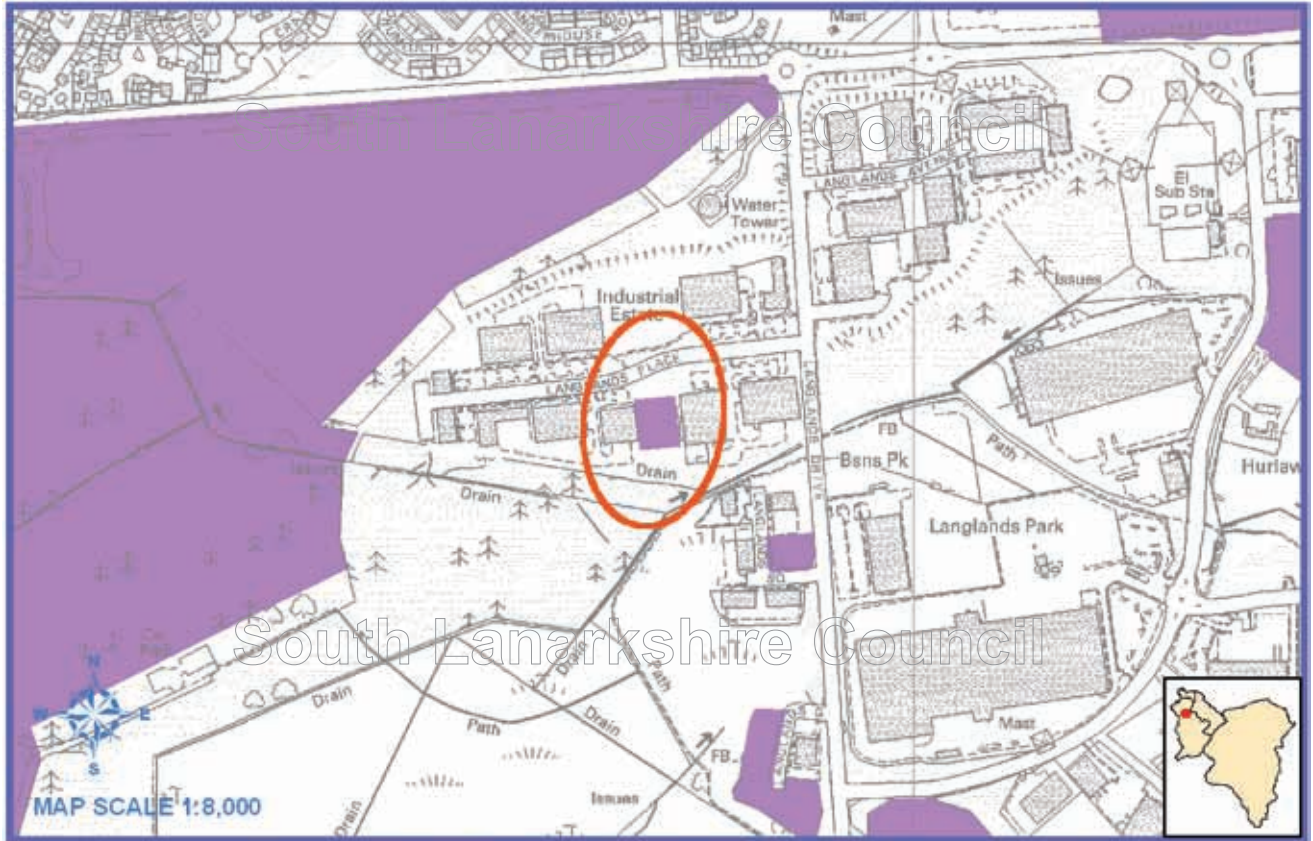 Mast
South Lanarkshire Council
LANGLANDS AVENUE
El
Sub Sta
Water
Tower
Issues
Industrial
Estate
LANGLANDS PLACE
LANGLANDS DRIVE
FB
Path
Bsns Pk
Drain
Drain
Langlands Park
South Lanarkshire Council
Drain
Path
Drain
Path
Drain
Mast
FB
Issues
Drain
N
W E
S
MAP SCALE 1:8,000